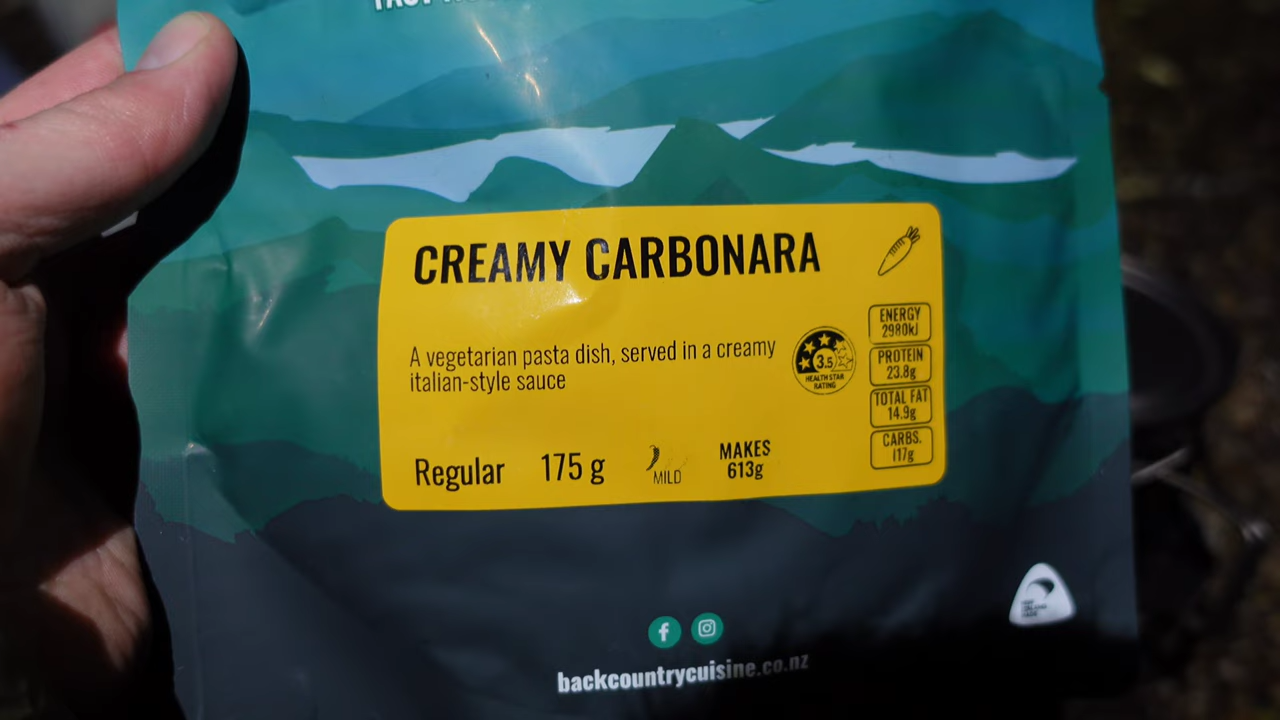 CREAMY CARBONARA
A vegetarian pasta dish, served in a creamy
italian-style sauce
3.5
HEALTH STAR
RATING
ENERGY
2980kJ
PROTEIN
23.8g
TOTAL FAT
14.9g
CARBS.
117g
Regular 175 g
MILD
MAKES
613g
backcountrycuisine.co.nz